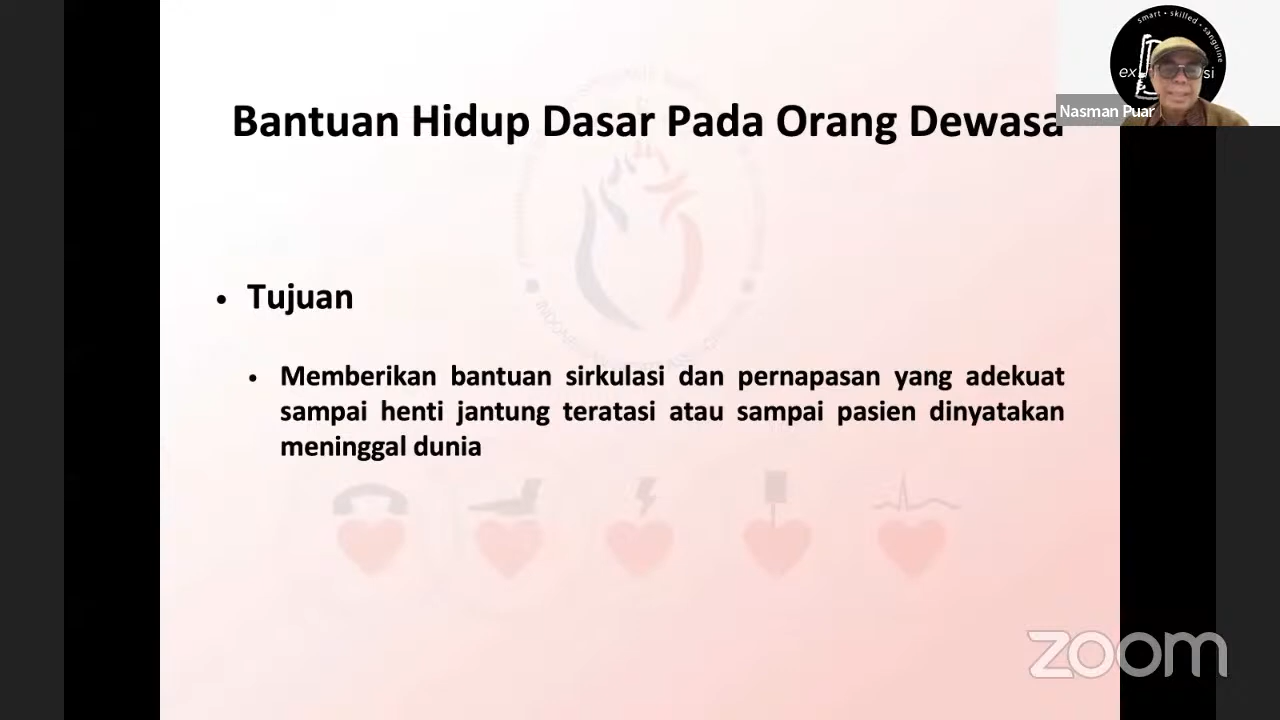 smart • skilled • sanguine
Nasman Puar
Bantuan Hidup Dasar Pada Orang Dewasa
• Tujuan
• Memberikan bantuan sirkulasi dan pernapasan yang adekuat
sampai henti jantung teratasi atau sampai pasien dinyatakan
meninggal dunia
zoom